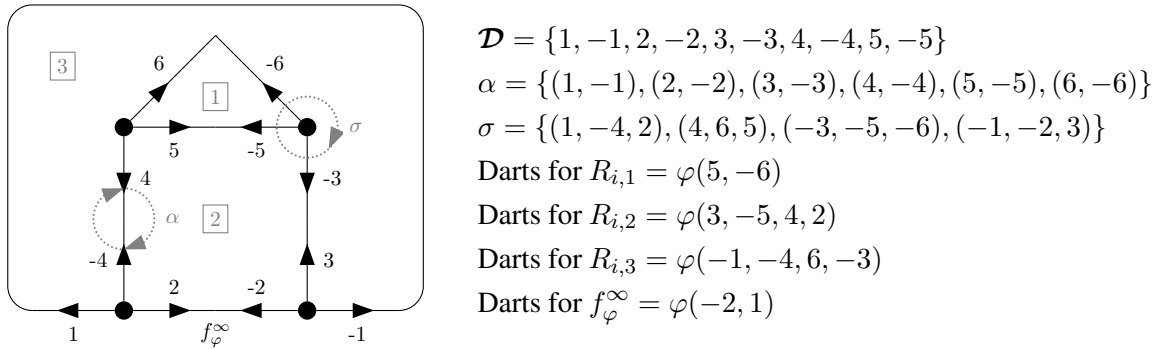 3
6
-6
1
σ
5
-5
4
-3
α
2
-4
3
2
-2
1
f_φ^∞
-1
𝓓 = {1, −1, 2, −2, 3, −3, 4, −4, 5, −5}
α = {(1, −1), (2, −2), (3, −3), (4, −4), (5, −5), (6, −6)}
σ = {(1, −4, 2), (4, 6, 5), (−3, −5, −6), (−1, −2, 3)}
Darts for R_{i,1} = φ(5, −6)
Darts for R_{i,2} = φ(3, −5, 4, 2)
Darts for R_{i,3} = φ(−1, −4, 6, −3)
Darts for f_φ^∞ = φ(−2, 1)